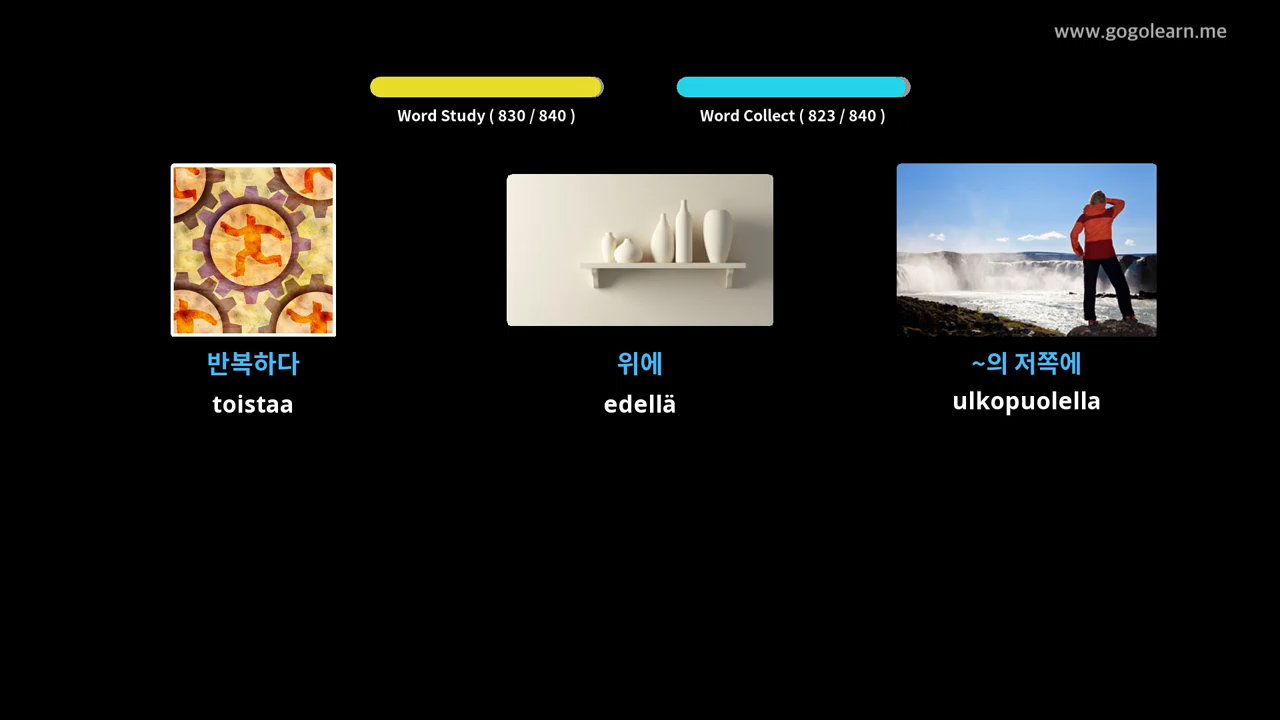 www.gogolearn.me
Word Study ( 830 / 840 )
Word Collect ( 823 / 840 )
반복하다
toistaa
위에
edellä
~의 저쪽에
ulkopuolella